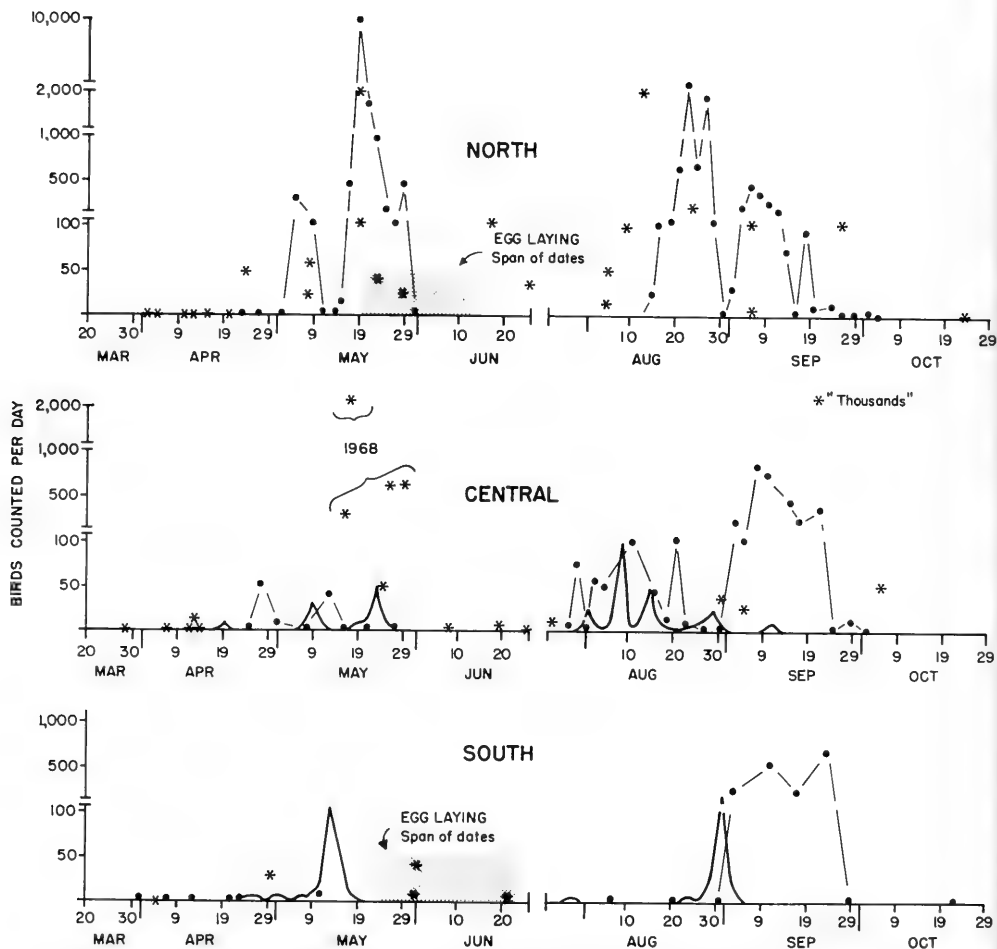 10,000
2,000
1,000
500
100
50
NORTH
EGG LAYING
Span of dates
20 30 9 19 29 9 19 29 10 20 10 20 30 9 19 29 9 19 29
MAR APR MAY JUN AUG SEP OCT
*"Thousands"
BIRDS COUNTED PER DAY
2,000
1,000
500
100
50
1968
CENTRAL
20 30 9 19 29 9 19 29 10 20 10 20 30 9 19 29 9 19 29
MAR APR MAY JUN AUG SEP OCT
1,000
500
100
50
SOUTH
EGG LAYING
Span of dates
20 30 9 19 29 9 19 29 10 20 10 20 30 9 19 29 9 19 29
MAR APR MAY JUN AUG SEP OCT